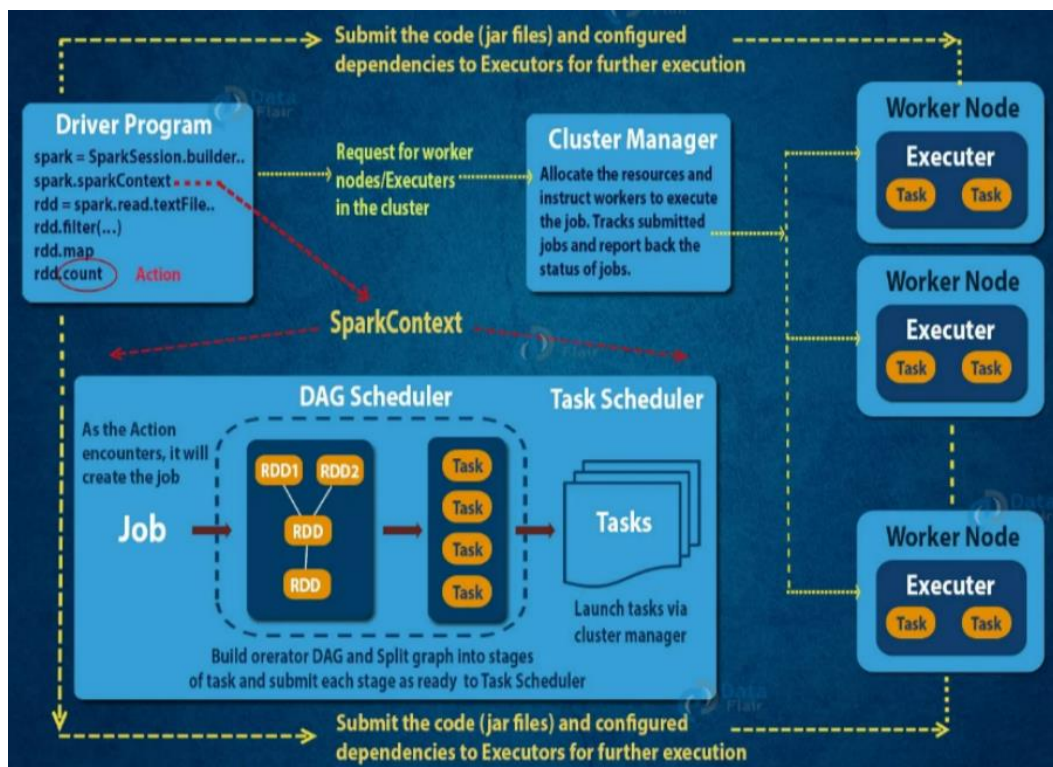 Submit the code (jar files) and configured
dependencies to Executors for further execution
Driver Program
spark = SparkSession.builder..
spark.sparkContext
rdd = spark.read.textFile..
rdd.filter(...)
rdd.map
rdd.count
Action
Request for worker
nodes/Executers
in the cluster
Cluster Manager
Allocate the resources and
instruct workers to execute
the job. Tracks submitted
jobs and report back the
status of jobs.
Worker Node
Executer
Task
Task
Worker Node
Executer
Task
Task
Worker Node
Executer
Task
Task
SparkContext
DAG Scheduler
Task Scheduler
As the Action
encounters, it will
create the job
Job
RDD1
RDD2
RDD
RDD
Task
Task
Task
Task
Tasks
Launch tasks via
cluster manager
Build orerator DAG and Split graph into stages
of task and submit each stage as ready to Task Scheduler
Submit the code (jar files) and configured
dependencies to Executors for further execution
Data
Flair
Flair
Data
Data
Flair